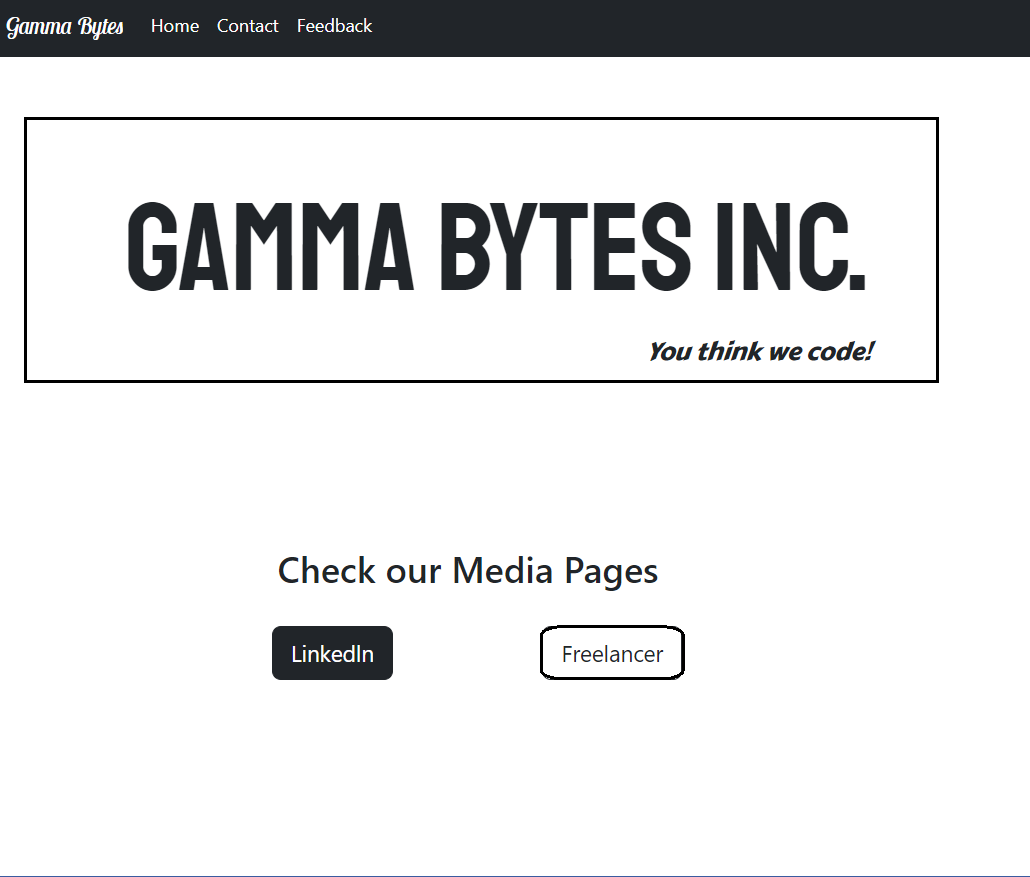 Gamma Bytes Home Contact Feedback
GAMMA BYTES INC.
You think we code!
Check our Media Pages
LinkedIn Freelancer